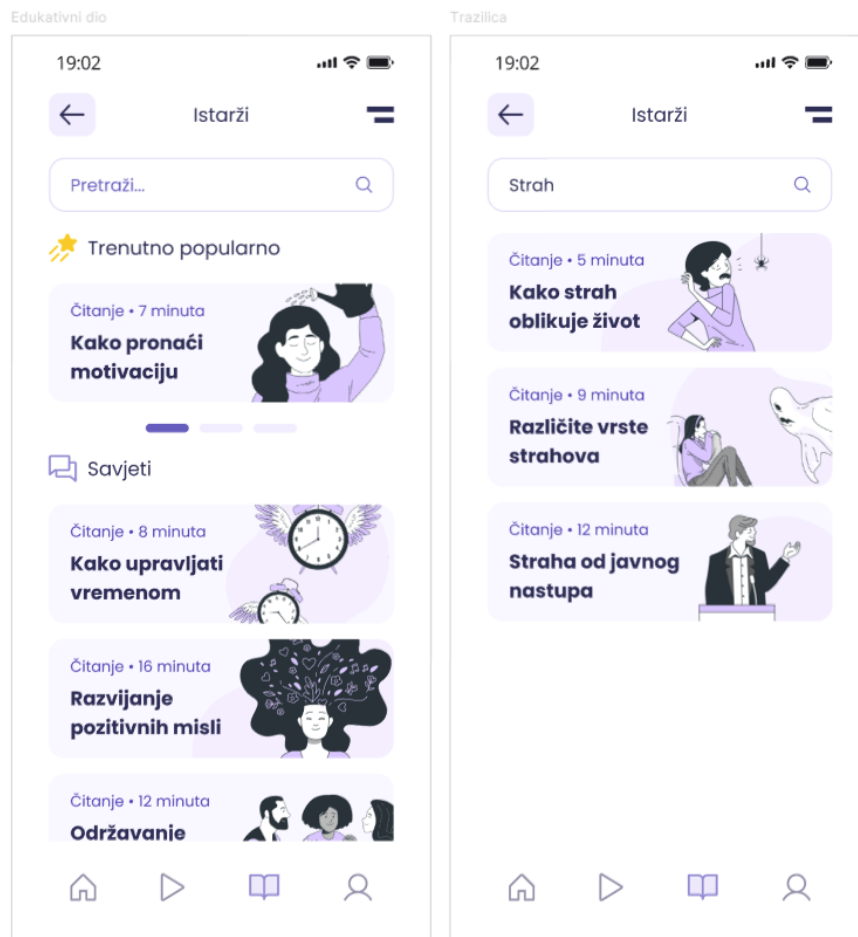 Edukativni dio
19:02
Istarži
Pretraži...
Trenutno popularno
Čitanje • 7 minuta
Kako pronaći
motivaciju
Savjeti
Čitanje • 8 minuta
Kako upravljati
vremenom
Čitanje • 16 minuta
Razvijanje
pozitivnih misli
Čitanje • 12 minuta
Održavanje
Trazilica
19:02
Istarži
Strah
Čitanje • 5 minuta
Kako strah
oblikuje život
Čitanje • 9 minuta
Različite vrste
strahova
Čitanje • 12 minuta
Straha od javnog
nastupa